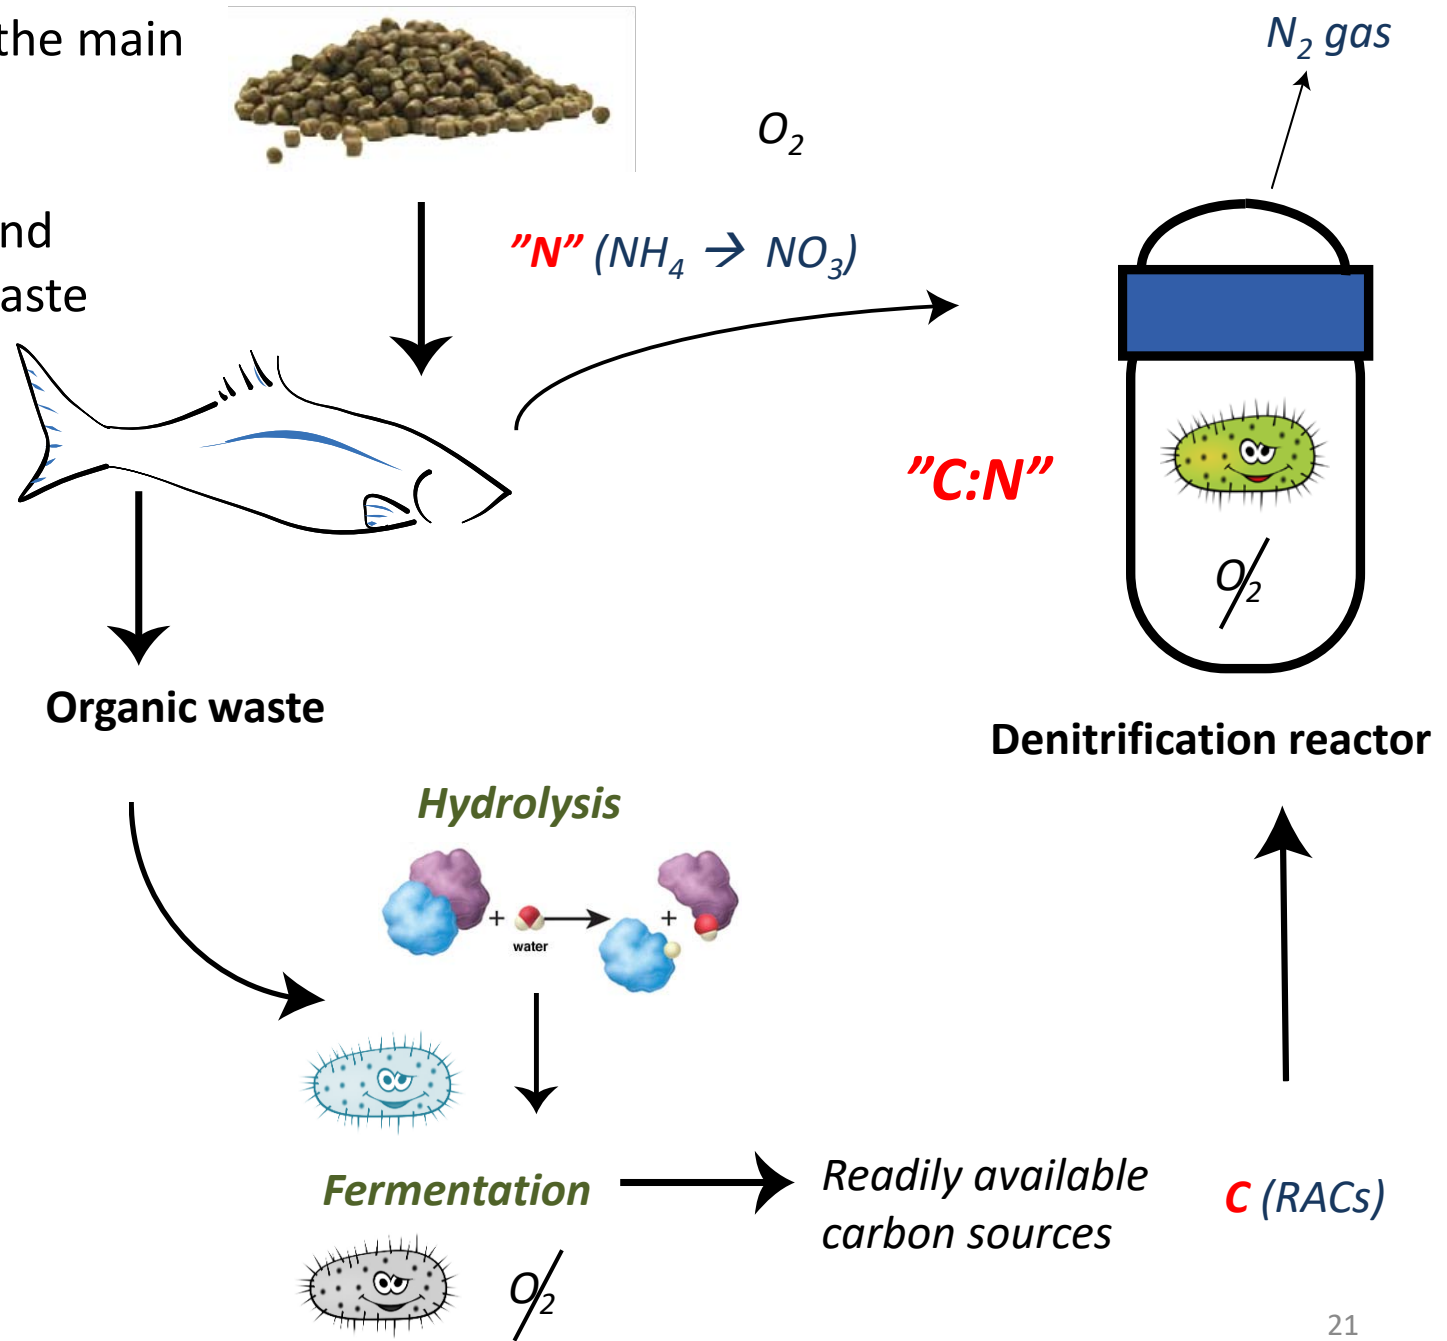 the main
N₂ gas
O₂
nd
aste
”N” (NH₄ → NO₃)
”C:N”
O₂
Organic waste
Denitrification reactor
Hydrolysis
+
+
water
Fermentation
Readily available
carbon sources
C (RACs)
O₂
21